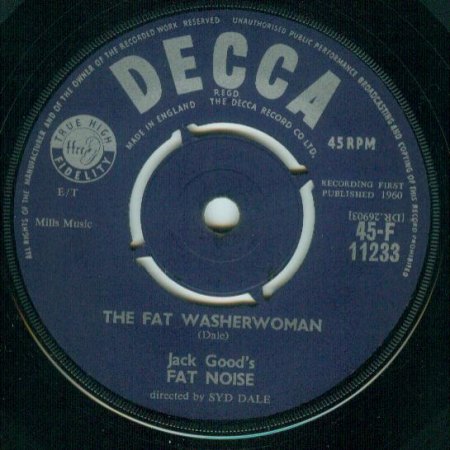 ALL RIGHTS OF THE MANUFACTURER AND OF THE OWNER OF THE RECORDED WORK RESERVED UNAUTHORISED PUBLIC PERFORMANCE BROADCASTING AND COPYING OF THIS RECORD PROHIBITED
DECCA
REGD
MADE IN ENGLAND, THE DECCA RECORD CO LTD.
TRUE HIGH
ffrr
FIDELITY
45 RPM
E/T
RECORDING FIRST
PUBLISHED 1960
Mills Music
(DR.26903)
45-F
11233
THE FAT WASHERWOMAN
(Dale)
Jack Good's
FAT NOISE
directed by SYD DALE